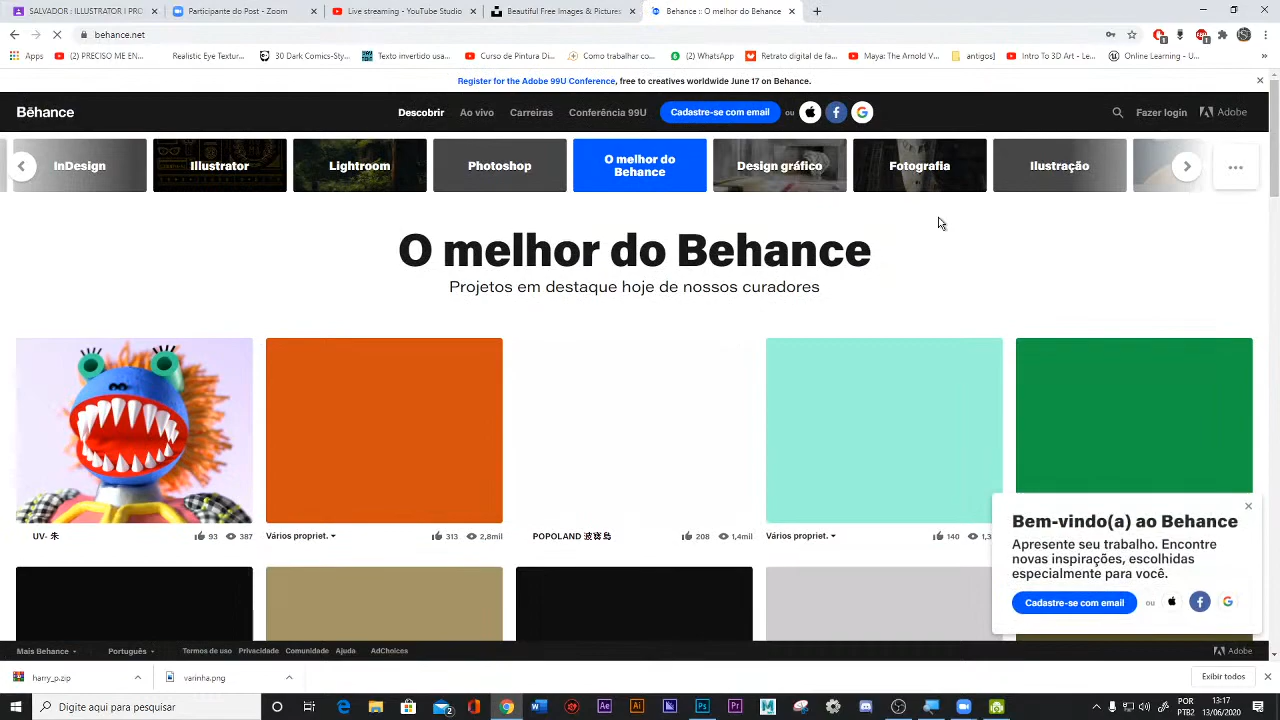 SALVADOR : ILLUSTRATOR I PRO
Participante do Post - Zoom
Live streaming - YouTube Studio
Beautiful Free Images & Pictures
Behance :: O melhor do Behance
behance.net
Apps
(2) PRECISO ME EN...
Realistic Eye Textur...
30 Dark Comics-Sty...
Texto invertido usa...
Curso de Pintura Di...
Como trabalhar co...
(2) WhatsApp
Retrato digital de fa...
Maya: The Arnold V...
antigos]
Intro To 3D Art - Le...
Online Learning - U...
Register for the Adobe 99U Conference, free to creatives worldwide June 17 on Behance.
Bēhance
Descobrir
Ao vivo
Carreiras
Conferência 99U
Cadastre-se com email
ou
Fazer login
Adobe
InDesign
Illustrator
Lightroom
Photoshop
O melhor do
Behance
Design gráfico
Fotografia
Ilustração
O melhor do Behance
Projetos em destaque hoje de nossos curadores
UV- 朱
93
387
Vários propriet.
313
2,8mil
POPOLAND
208
1,4mil
Vários propriet.
140
Bem-vindo(a) ao Behance
Apresente seu trabalho. Encontre
novas inspirações, escolhidas
especialmente para você.
Cadastre-se com email
ou
Mais Behance
Português
Termos de uso
Privacidade
Comunidade
Ajuda
AdChoices
Adobe
harry_p.zip
varinha.png
Exibir todos
Digite aqui para pesquisar
POR
PTB2
13:17
13/06/2020